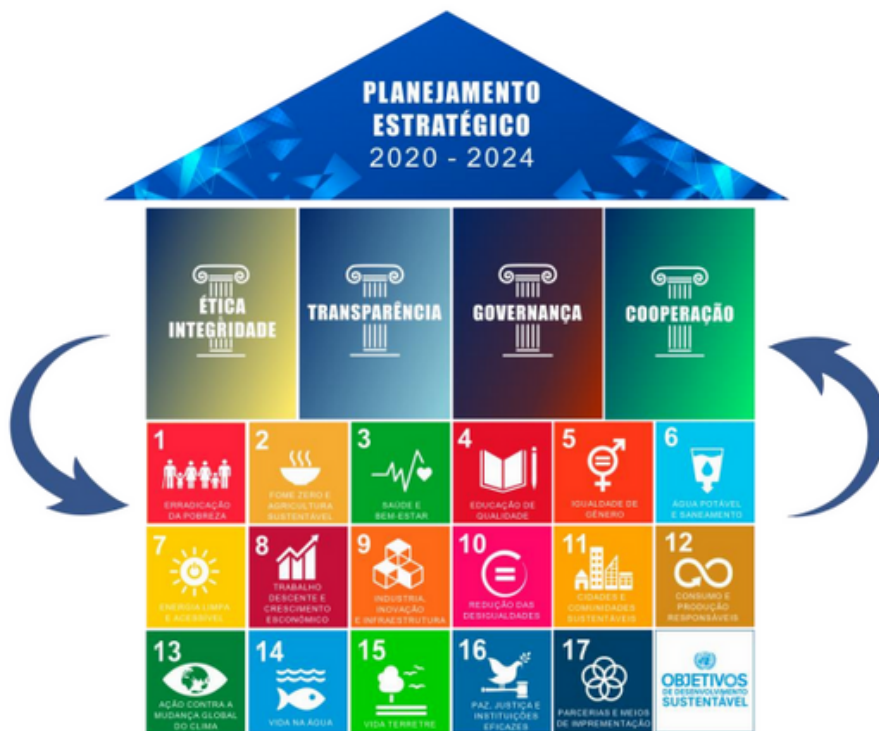 PLANEJAMENTO
ESTRATÉGICO
2020 - 2024
ÉTICA
INTEGRIDADE
TRANSPARÊNCIA
GOVERNANÇA
COOPERAÇÃO
1
ERRADICAÇÃO
DA POBREZA
2
FOME ZERO E
AGRICULTURA
SUSTENTÁVEL
3
SAÚDE E
BEM-ESTAR
4
EDUCAÇÃO DE
QUALIDADE
5
IGUALDADE DE
GÊNERO
6
ÁGUA POTÁVEL
E SANEAMENTO
7
ENERGIA LIMPA
E ACESSÍVEL
8
TRABALHO
DESCENTE E
CRESCIMENTO
ESCONÔMICO
9
INDUSTRIA,
INOVAÇÃO
E INFRAESTRUTURA
10
REDUÇÃO DAS
DESIGUALDADES
11
CIDADES E
COMUNIDADES
SUSTENTÁVEIS
12
CONSUMO E
PRODUÇÃO
RESPONSÁVEIS
13
AÇÃO CONTRA A
MUDANÇA GLOBAL
DO CLIMA
14
VIDA NA ÁGUA
15
VIDA TERRETRE
16
PAZ, JUSTIÇA E
INSTITUIÇÕES
EFICAZES
17
PARCERIAS E MEIOS
DE IMPREMENTAÇÃO
OBJETIVOS
DE DESENVOLVIMENTO
SUSTENTÁVEL